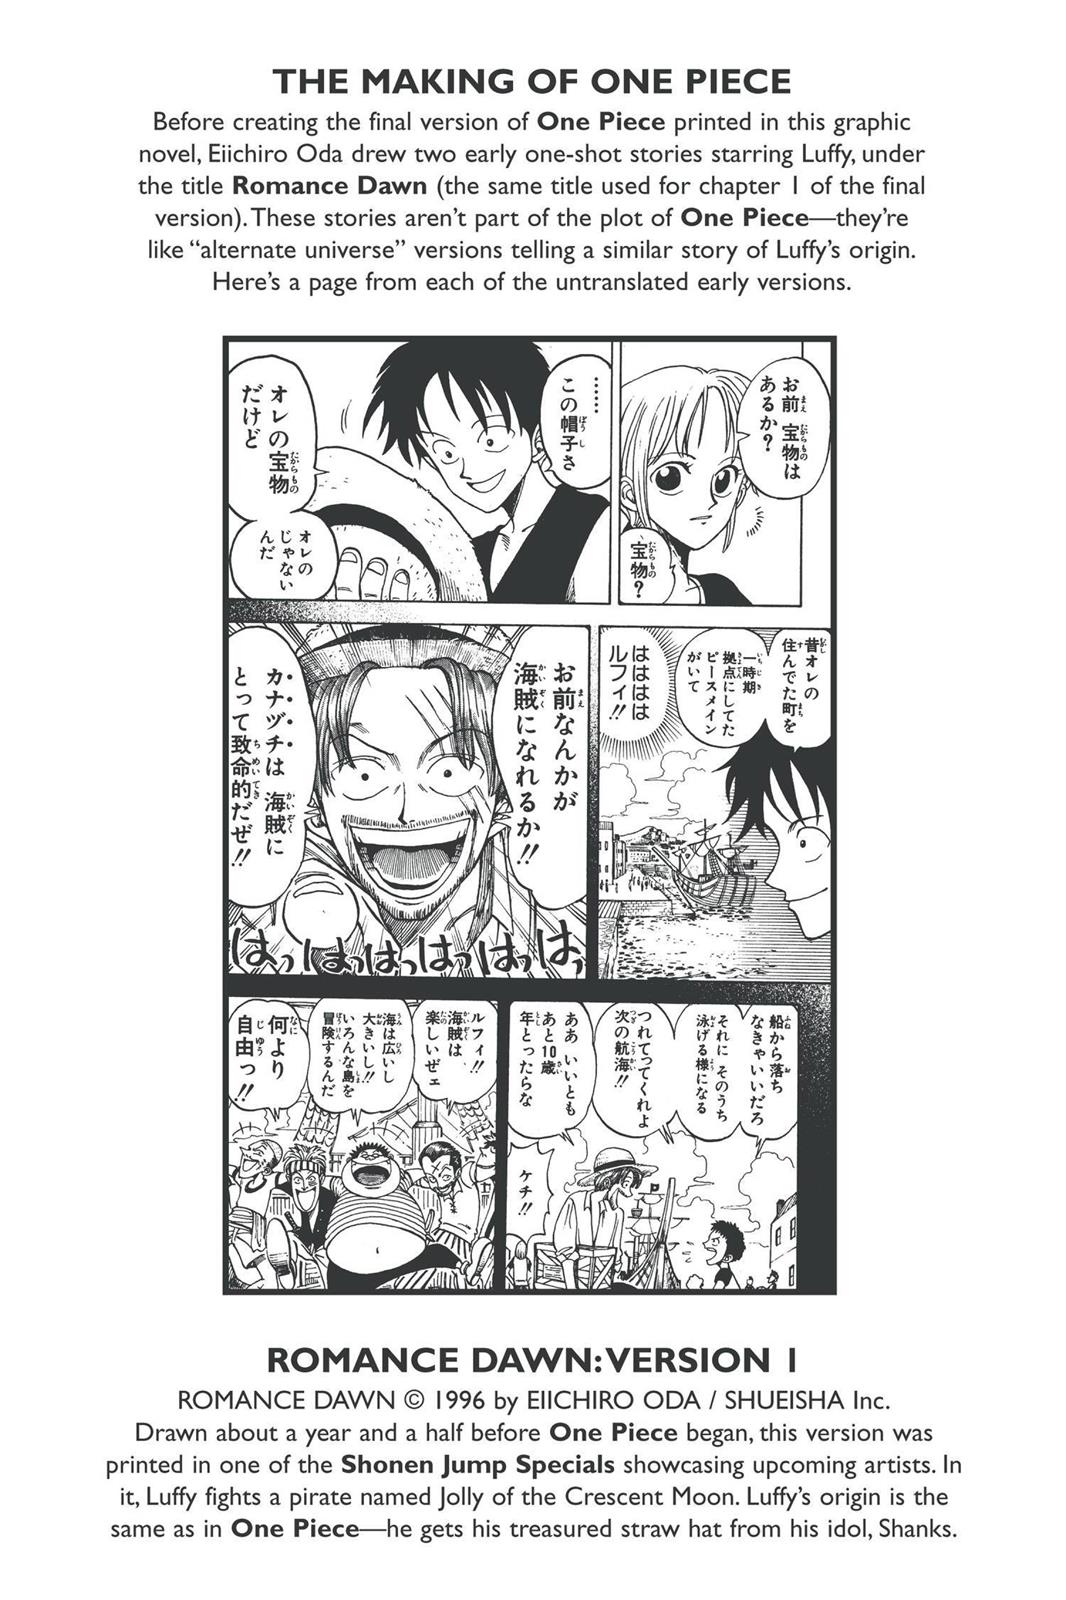 THE MAKING OF ONE PIECE
Before creating the final version of One Piece printed in this graphic
novel, Eiichiro Oda drew two early one-shot stories starring Luffy, under
the title Romance Dawn (the same title used for chapter 1 of the final
version). These stories aren't part of the plot of One Piece—they're
like “alternate universe” versions telling a similar story of Luffy's origin.
Here's a page from each of the untranslated early versions.
お前宝物は
あるか?
宝物?
……
この帽子さ
オレの宝物
だけど
オレの
じゃない
んだ
昔オレの
住んでた町を
一時期
拠点にしてた
ピースメイン
がいて
はははは
ルフィ!!
お前なんかが
海賊になれるか!!
カナヅチは 海賊に
とって致命的だぜ!!
はっはっはっはっはっはっ
船から落ち
なきゃいいだろ
それに そのうち
泳げる様になる
つれてってくれよ
次の航海!!
ああ いいとも
あと10歳
年とったらな
ケチ!!
ルフィ!!
海賊は
楽しいぜェ
海は広いし
大きいし!!
いろんな島を
冒険するんだ
何より
自由っ!!
ROMANCE DAWN: VERSION 1
ROMANCE DAWN © 1996 by EIICHIRO ODA / SHUEISHA Inc.
Drawn about a year and a half before One Piece began, this version was
printed in one of the Shonen Jump Specials showcasing upcoming artists. In
it, Luffy fights a pirate named Jolly of the Crescent Moon. Luffy's origin is the
same as in One Piece—he gets his treasured straw hat from his idol, Shanks.